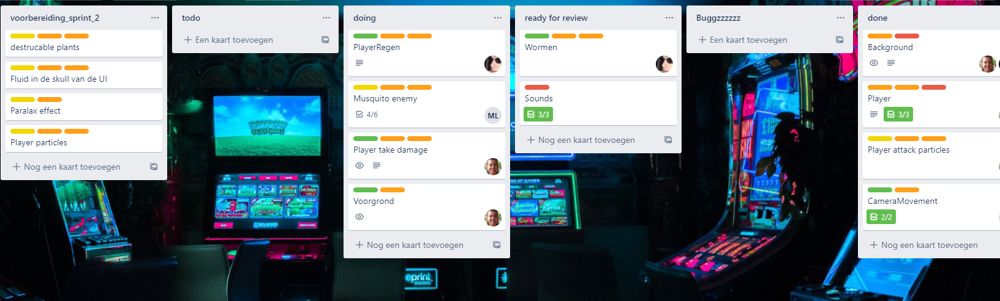 voorbereiding_sprint_2
destrucable plants
Fluid in de skull van de UI
Paralax effect
Player particles
Nog een kaart toevoegen
todo
Een kaart toevoegen
doing
PlayerRegen
Musquito enemy
4/6
ML
Player take damage
Voorgrond
Nog een kaart toevoegen
ready for review
Wormen
Sounds
3/3
Nog een kaart toevoegen
Buggzzzzzz
Een kaart toevoegen
done
Background
Player
3/3
Player attack particles
CameraMovement
2/2
Nog een kaart toevoegen
eprint
GAMING